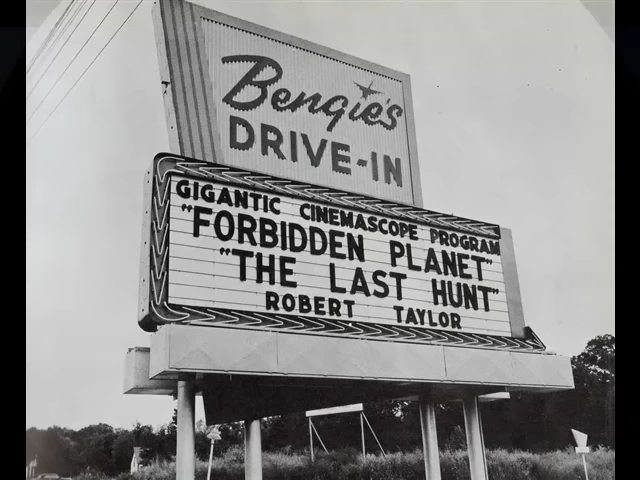 Bengie's
DRIVE-IN
GIGANTIC CINEMASCOPE PROGRAM
"FORBIDDEN PLANET"
"THE LAST HUNT"
ROBERT TAYLOR